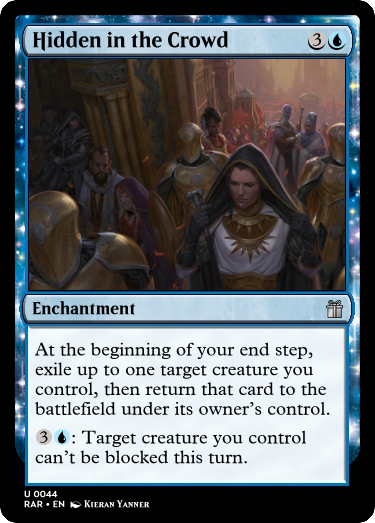 Hidden in the Crowd 3
Enchantment
At the beginning of your end step,
exile up to one target creature you
control, then return that card to the
battlefield under its owner's control.
3 : Target creature you control
can't be blocked this turn.
U 0044
RAR • EN Kieran Yanner